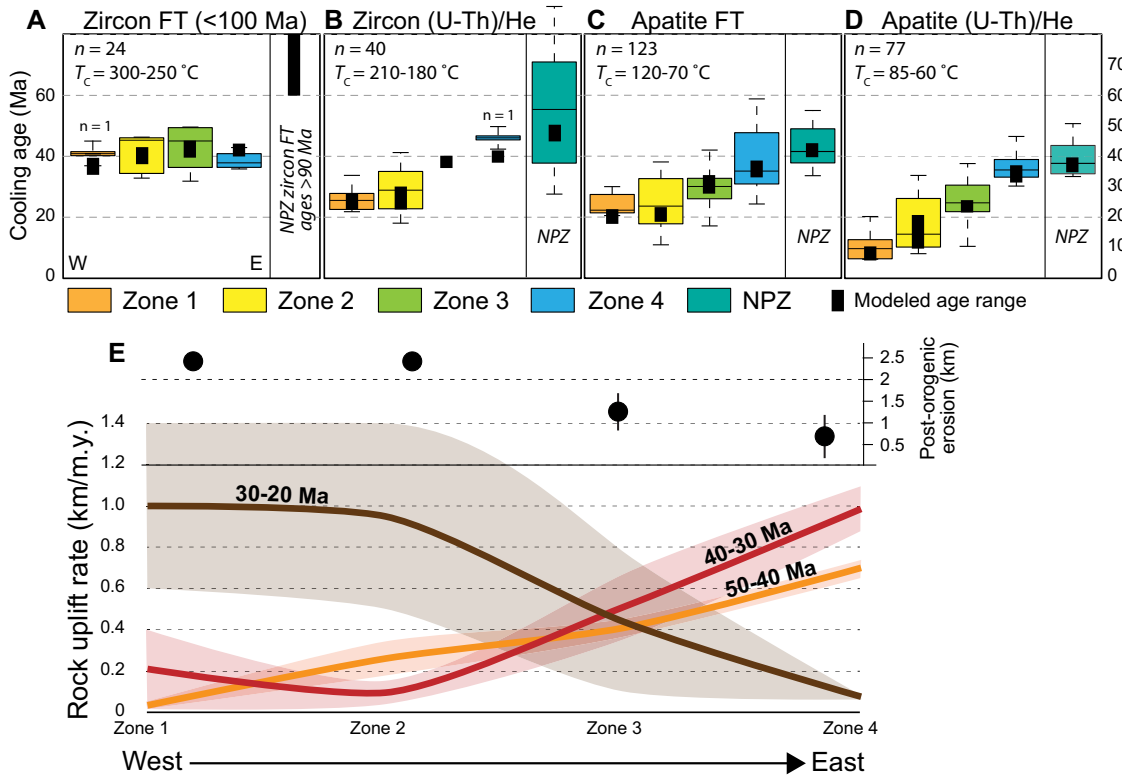 A Zircon FT (<100 Ma)
B Zircon (U-Th)/He
C Apatite FT
D Apatite (U-Th)/He
n = 24
TC = 300-250 ˚C
n = 40
TC = 210-180 ˚C
n = 123
TC = 120-70 ˚C
n = 77
TC = 85-60 ˚C
Cooling age (Ma)
60
40
20
0
n = 1
W
E
NPZ zircon FT
ages >90 Ma
n = 1
NPZ
NPZ
NPZ
70
60
50
40
30
20
10
0
Zone 1
Zone 2
Zone 3
Zone 4
NPZ
Modeled age range
E
2.5
2
1.5
1
0.5
Post-orogenic
erosion (km)
Rock uplift rate (km/m.y.)
1.4
1.2
1.0
0.8
0.6
0.4
0.2
0
30-20 Ma
40-30 Ma
50-40 Ma
Zone 1
Zone 2
Zone 3
Zone 4
West
East